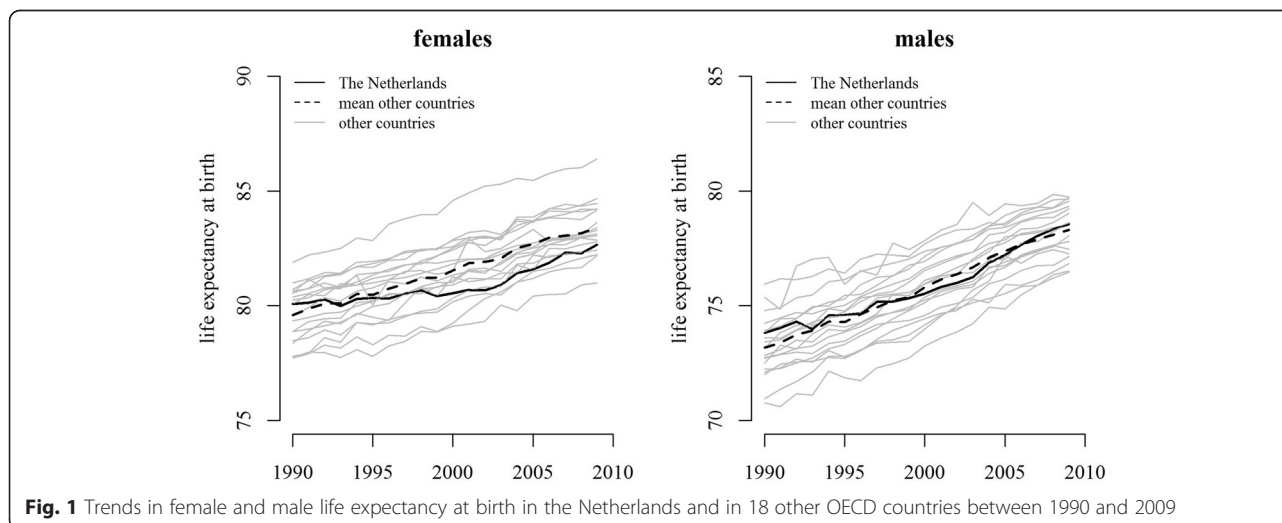 females
90
85
80
75
life expectancy at birth
The Netherlands
mean other countries
other countries
1990 1995 2000 2005 2010
males
85
80
75
70
life expectancy at birth
The Netherlands
mean other countries
other countries
1990 1995 2000 2005 2010
Fig. 1 Trends in female and male life expectancy at birth in the Netherlands and in 18 other OECD countries between 1990 and 2009